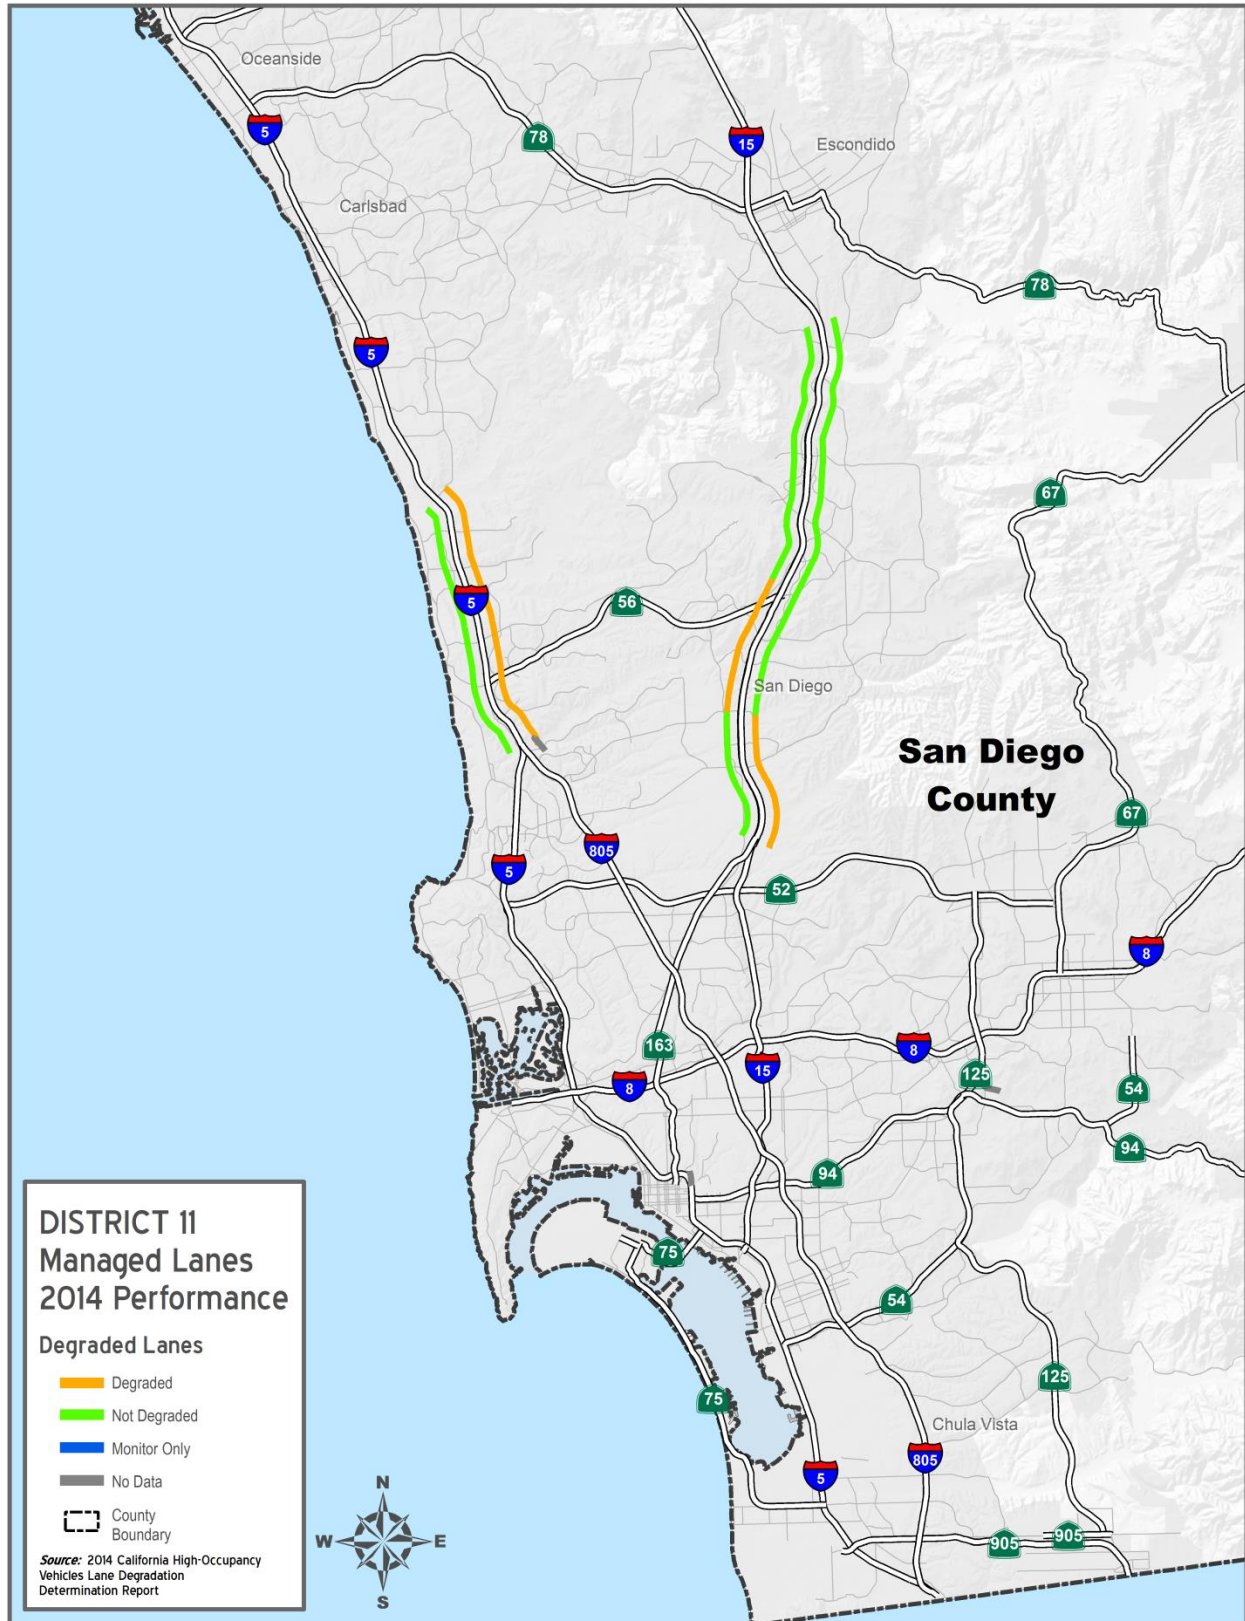 Oceanside
5
78
15
Escondido
Carlsbad
78
5
67
5
56
San Diego
San Diego
County
67
805
5
52
8
163
8
15
8
125
54
94
94
75
54
125
75
Chula Vista
805
5
905
905
DISTRICT 11
Managed Lanes
2014 Performance
Degraded Lanes
Degraded
Not Degraded
Monitor Only
No Data
County
Boundary
Source: 2014 California High-Occupancy
Vehicles Lane Degradation
Determination Report
N
W
E
S